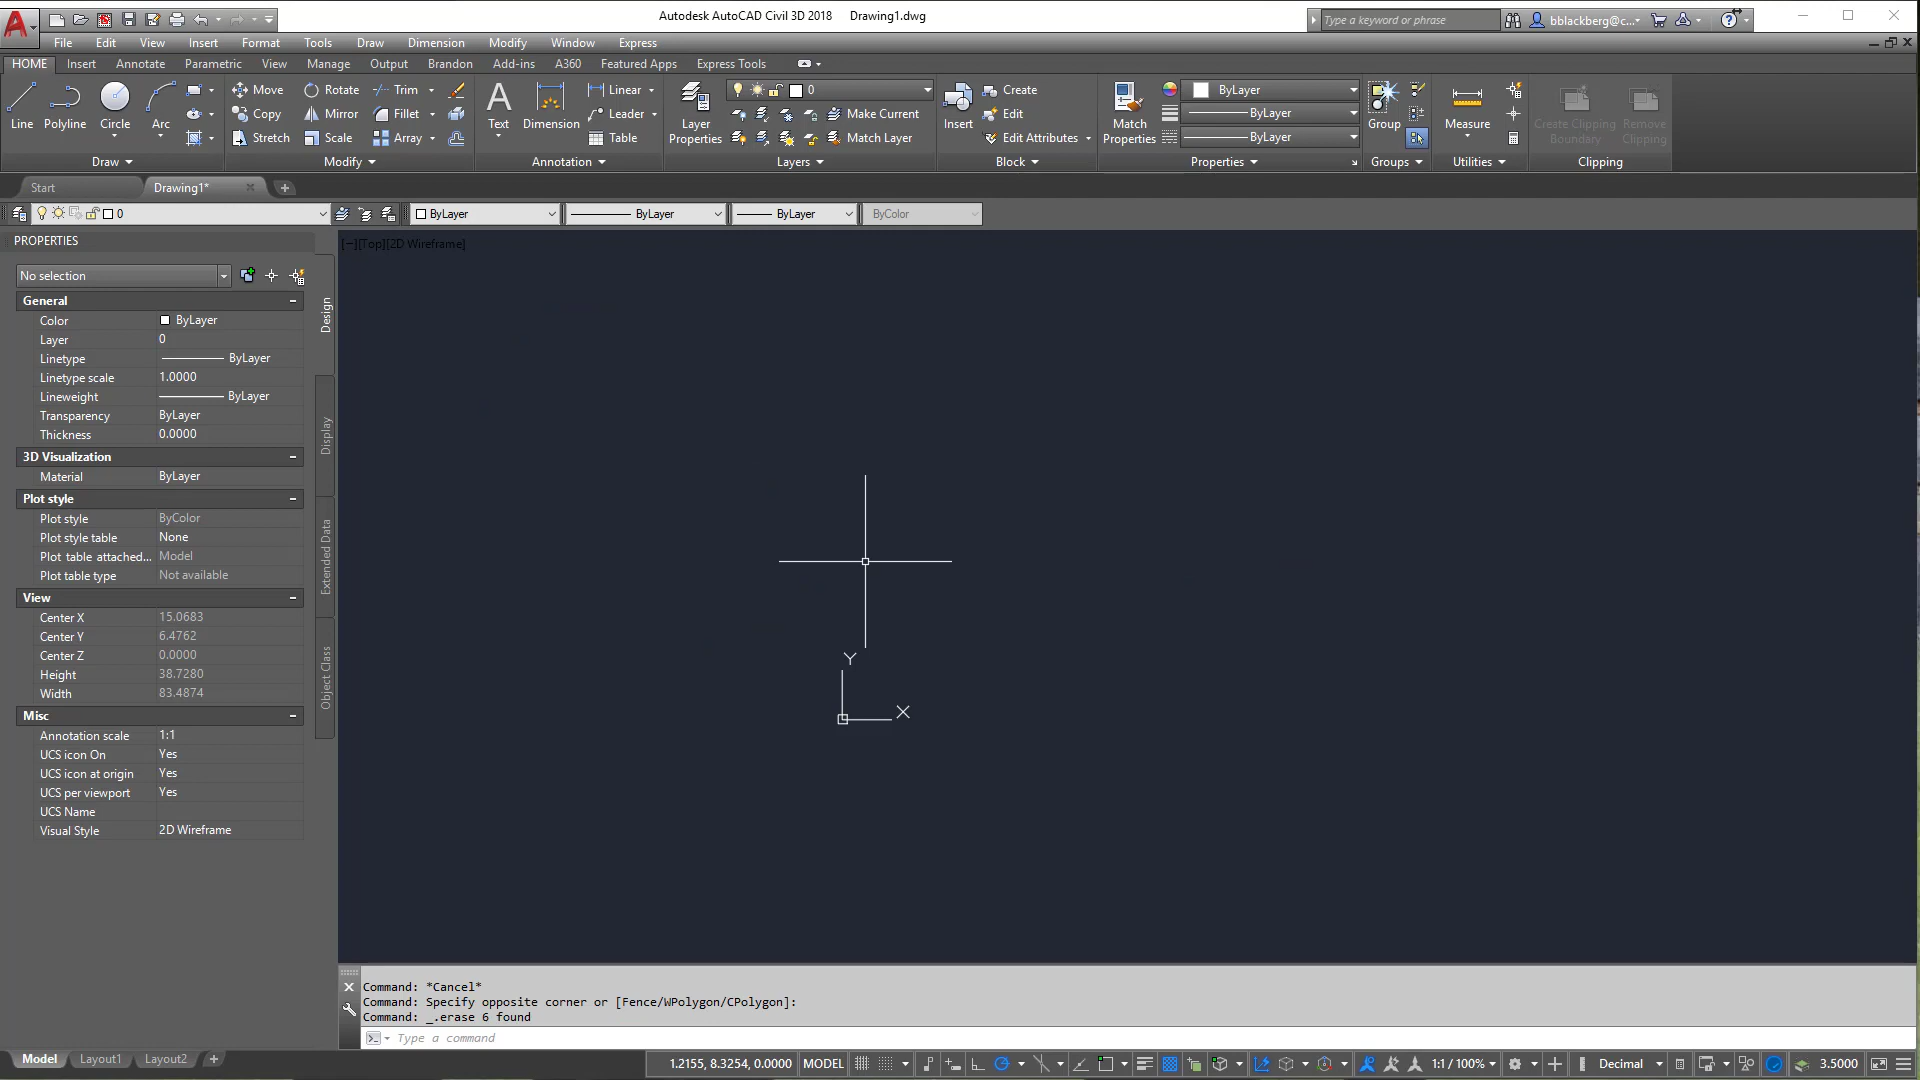 Autodesk AutoCAD Civil 3D 2018 Drawing1.dwg
Type a keyword or phrase
bblackberg@c...
File Edit View Insert Format Tools Draw Dimension Modify Window Express
HOME Insert Annotate Parametric View Manage Output Brandon Add-ins A360 Featured Apps Express Tools
Line Polyline Circle Arc
Move Rotate Trim
Copy Mirror Fillet
Stretch Scale Array
Text Dimension
Linear
Leader
Table
Layer Properties
0
Make Current
Match Layer
Insert
Create
Edit
Edit Attributes
Match Properties
ByLayer
ByLayer
ByLayer
Group
Measure
Create Clipping Boundary
Remove Clipping
Draw Modify Annotation Layers Block Properties Groups Utilities Clipping
Start Drawing1*
0 ByLayer ByLayer ByLayer ByColor
PROPERTIES
[−][Top][2D Wireframe]
No selection
General
Color ByLayer
Layer 0
Linetype ByLayer
Linetype scale 1.0000
Lineweight ByLayer
Transparency ByLayer
Thickness 0.0000
3D Visualization
Material ByLayer
Plot style
Plot style ByColor
Plot style table None
Plot table attached... Model
Plot table type Not available
View
Center X 15.0683
Center Y 6.4762
Center Z 0.0000
Height 38.7280
Width 83.4874
Misc
Annotation scale 1:1
UCS icon On Yes
UCS icon at origin Yes
UCS per viewport Yes
UCS Name
Visual Style 2D Wireframe
Design
Display
Extended Data
Object Class
Y
X
Command: *Cancel*
Command: Specify opposite corner or [Fence/WPolygon/CPolygon]:
Command: _.erase 6 found
Type a command
Model Layout1 Layout2
1.2155, 8.3254, 0.0000 MODEL 1:1 / 100% Decimal 3.5000